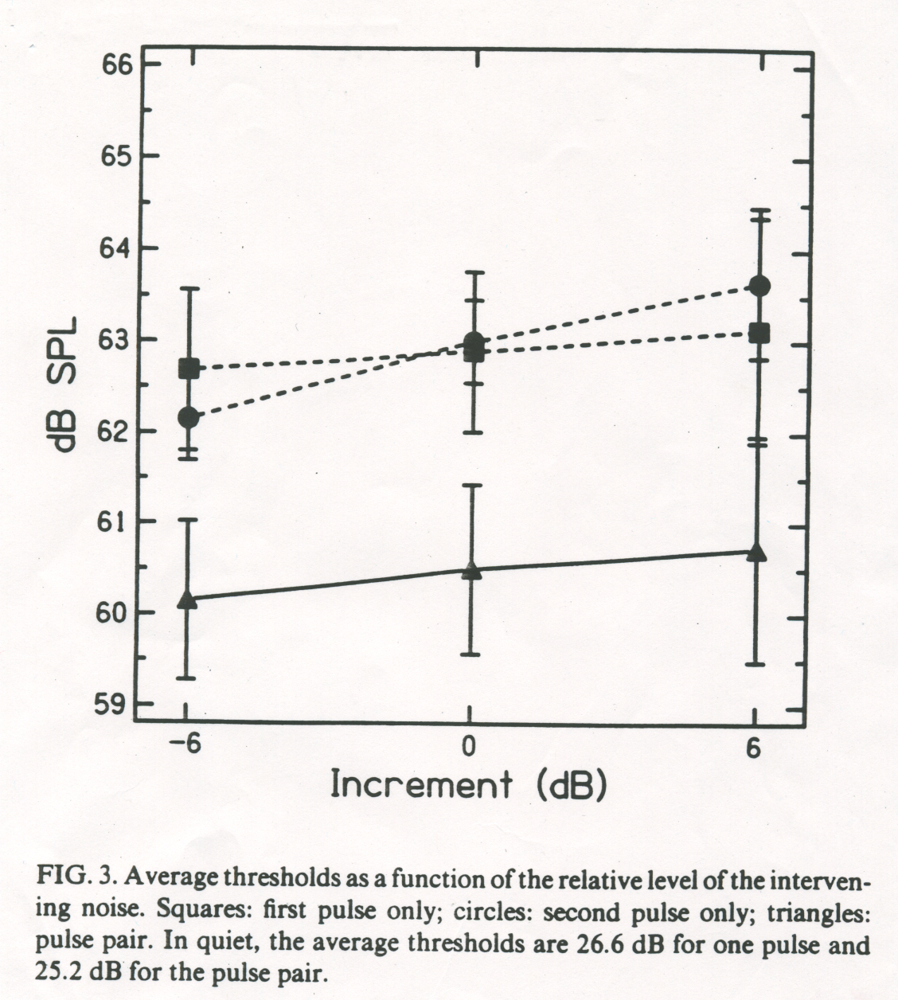 66
65
64
63
62
61
60
59
dB SPL
−6 0 6
Increment (dB)
FIG. 3. Average thresholds as a function of the relative level of the interven-
ing noise. Squares: first pulse only; circles: second pulse only; triangles:
pulse pair. In quiet, the average thresholds are 26.6 dB for one pulse and
25.2 dB for the pulse pair.